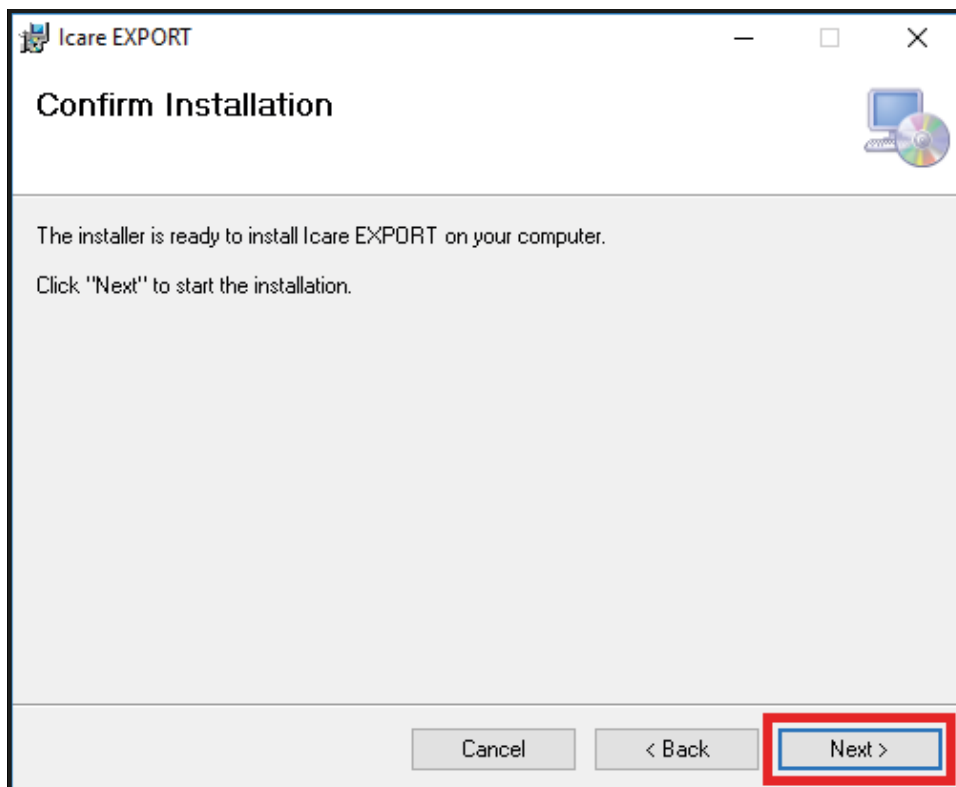 Icare EXPORT
Confirm Installation
The installer is ready to install Icare EXPORT on your computer.
Click "Next" to start the installation.
Cancel
< Back
Next >